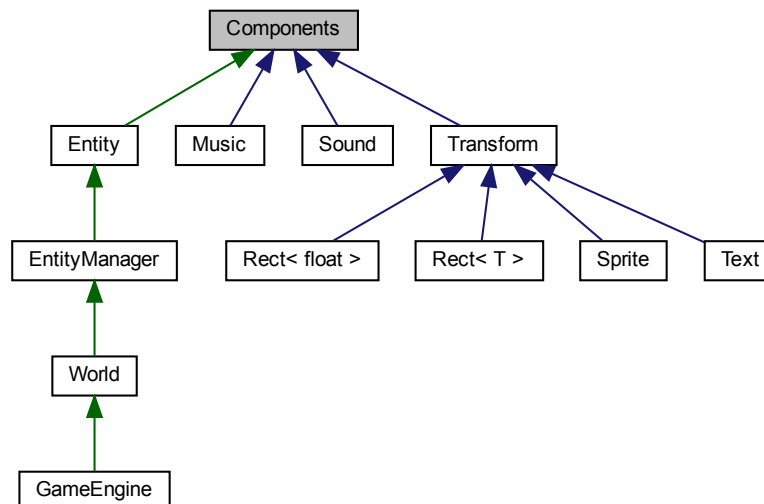 Components
Entity
Music
Sound
Transform
EntityManager
Rect< float >
Rect< T >
Sprite
Text
World
GameEngine